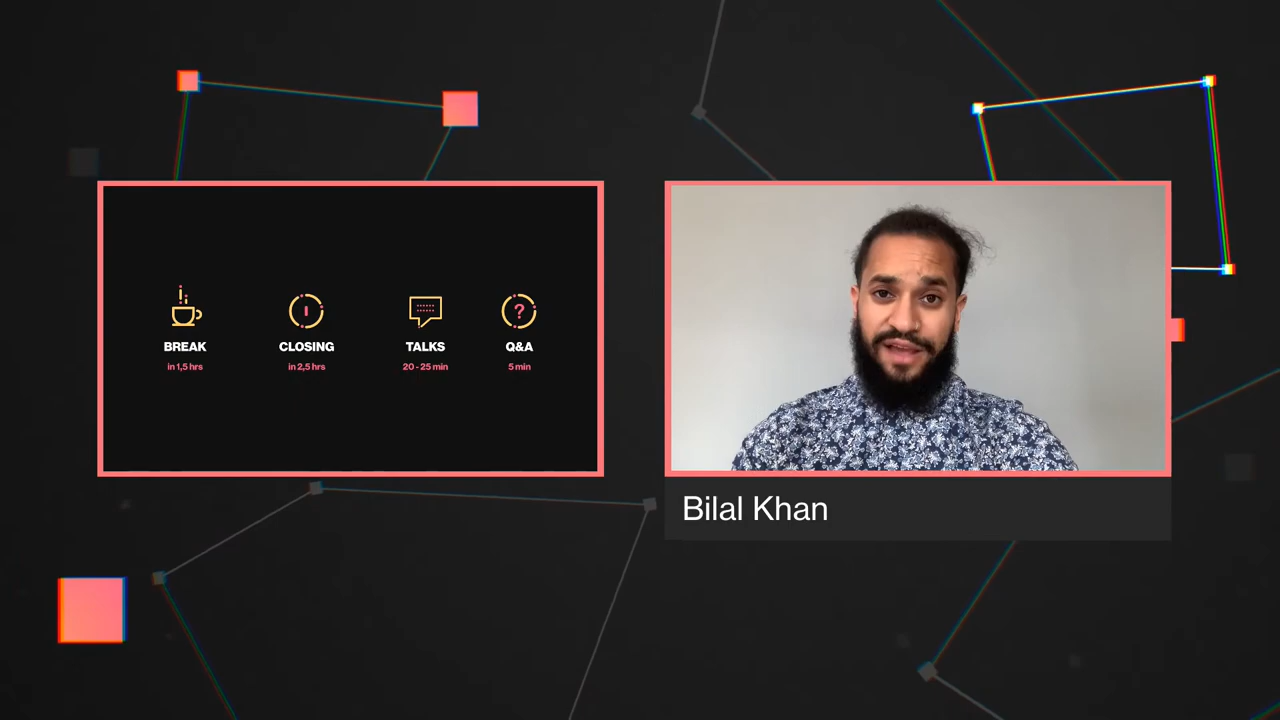 BREAK
in 1,5 hrs
CLOSING
in 2,5 hrs
TALKS
20 - 25 min
Q&A
?
5 min
Bilal Khan